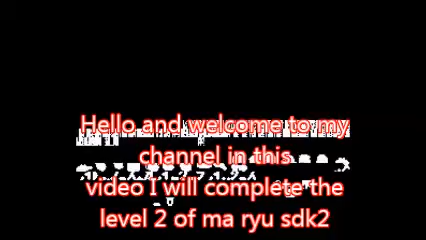 Hello and welcome to my
channel in this
video I will complete the
level 2 of ma ryu sdk2